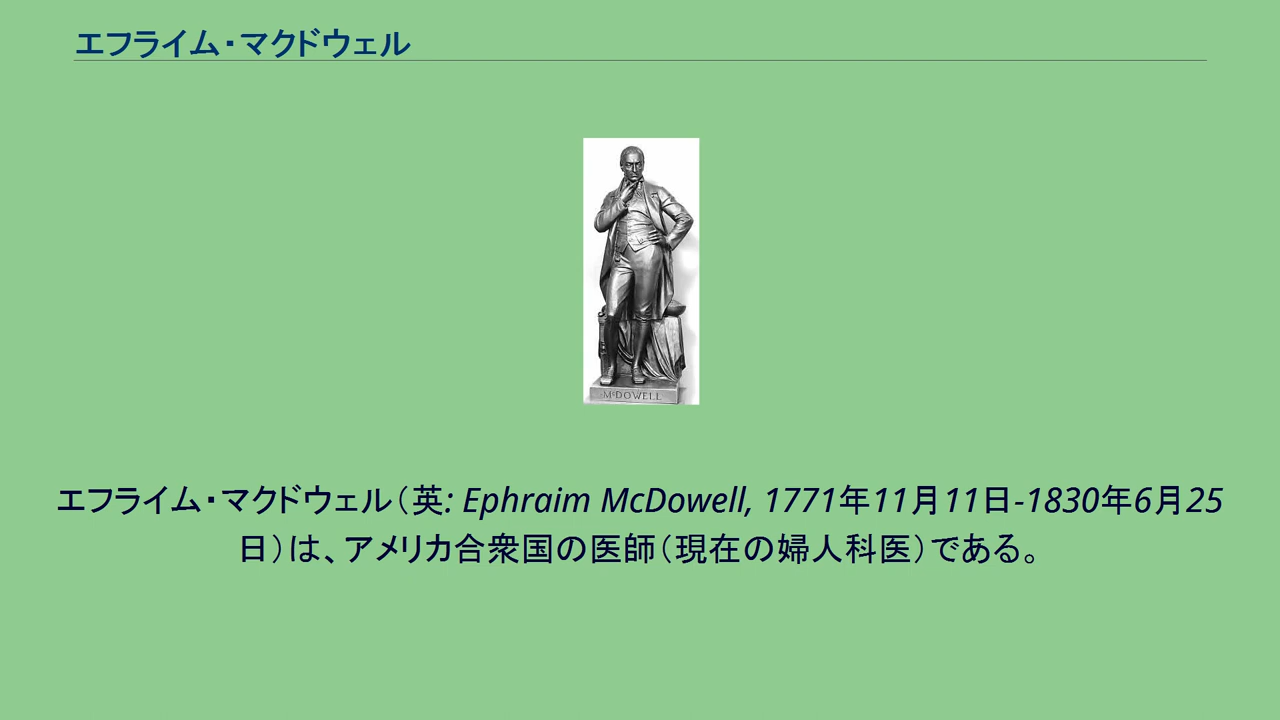 エフライム・マクドウェル
McDOWELL
エフライム・マクドウェル（英: Ephraim McDowell, 1771年11月11日-1830年6月25
日）は、アメリカ合衆国の医師（現在の婦人科医）である。